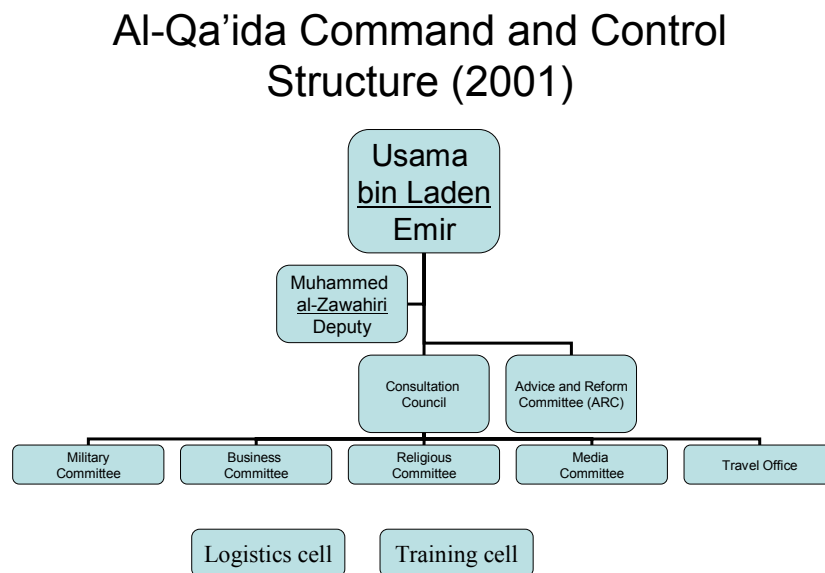 Al-Qa’ida Command and Control
Structure (2001)
Usama
bin Laden
Emir
Muhammed
al-Zawahiri
Deputy
Consultation
Council
Advice and Reform
Committee (ARC)
Military
Committee
Business
Committee
Religious
Committee
Media
Committee
Travel Office
Logistics cell
Training cell